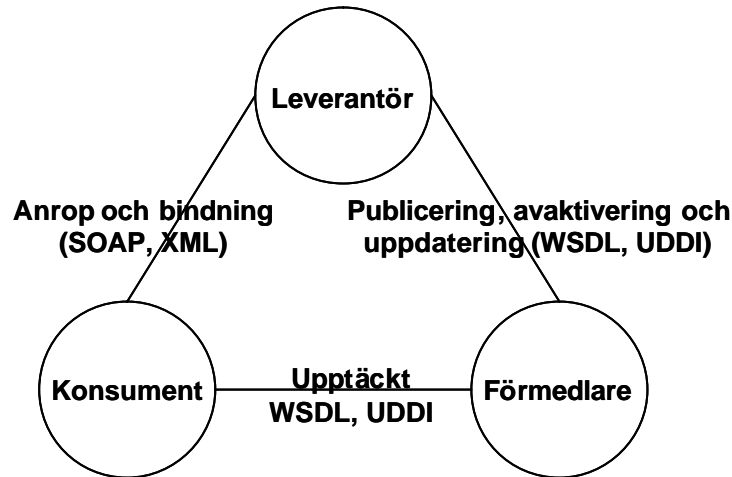 Leverantör
Anrop och bindning
(SOAP, XML)
Publicering, avaktivering och
uppdatering (WSDL, UDDI)
Konsument
Upptäckt
WSDL, UDDI
Förmedlare